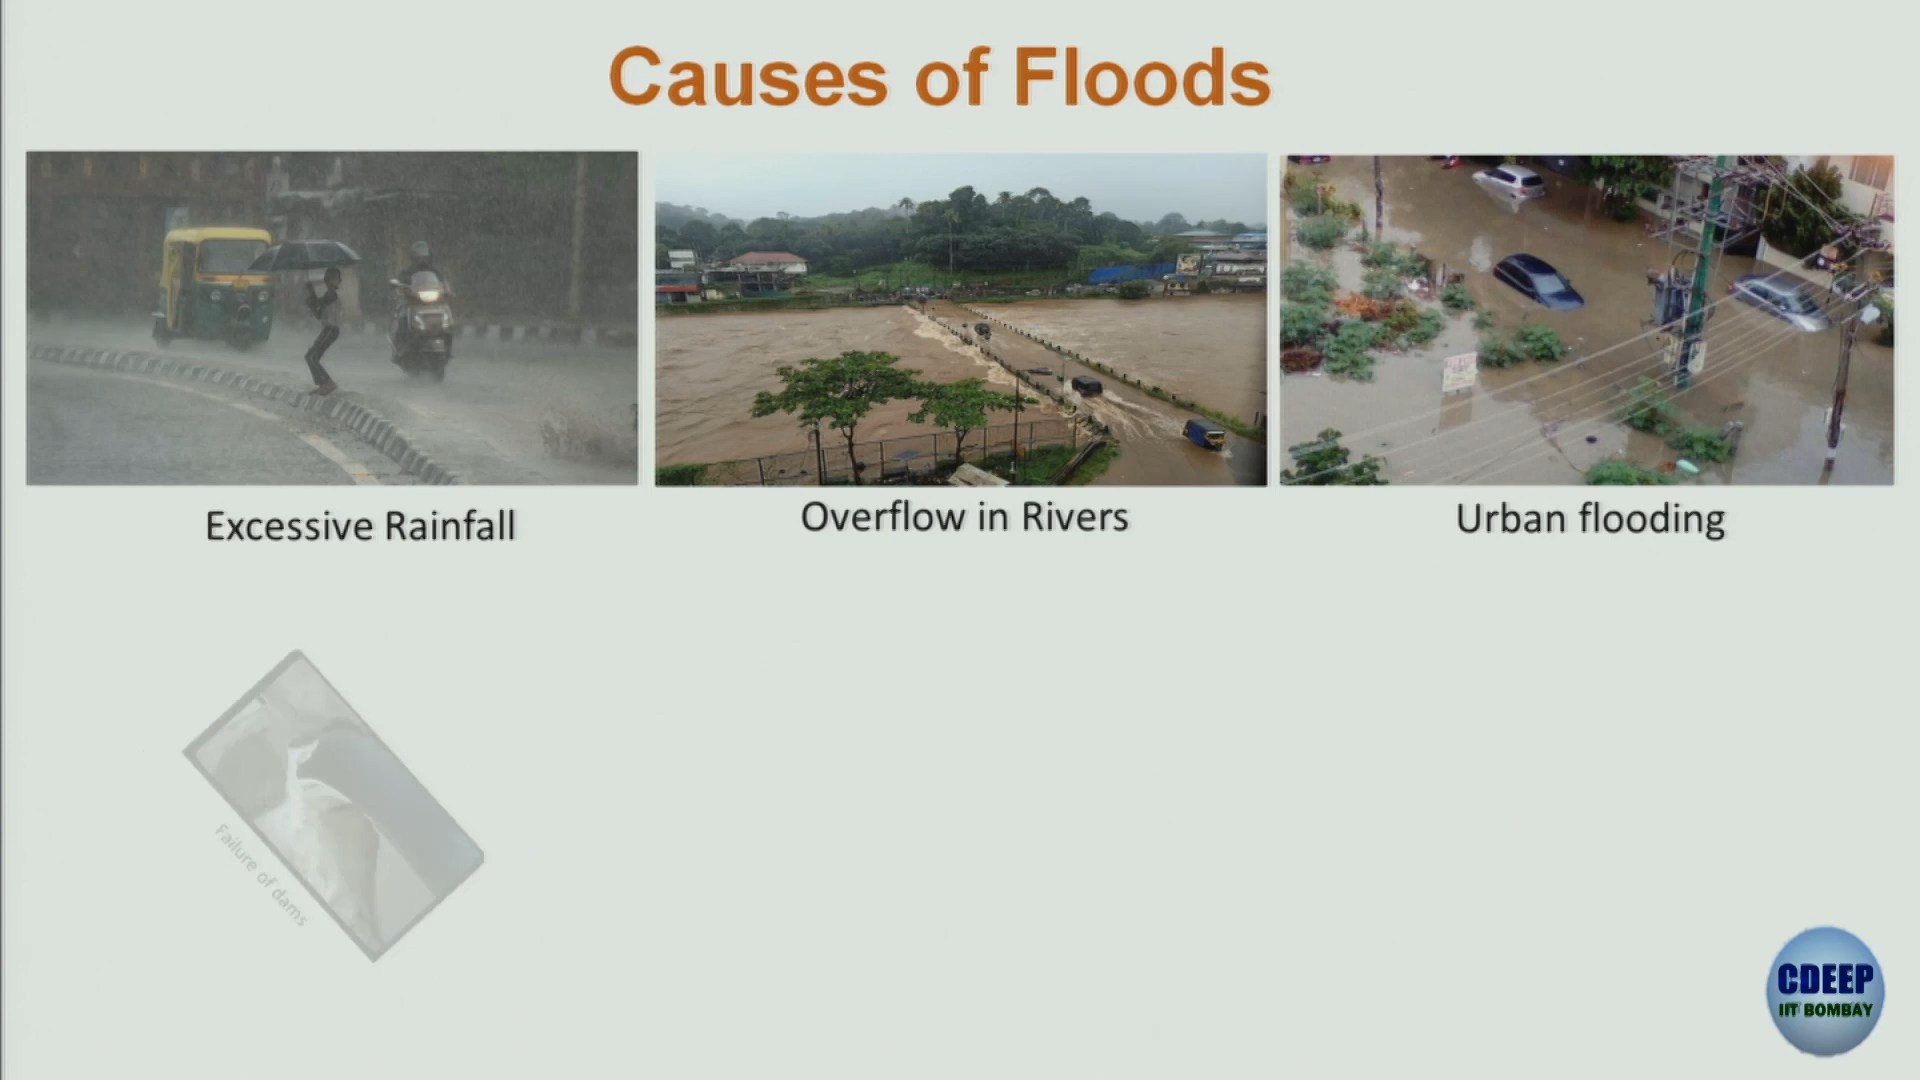 Causes of Floods
Excessive Rainfall
Overflow in Rivers
Urban flooding
Failure of dams
CDEEP
IIT BOMBAY